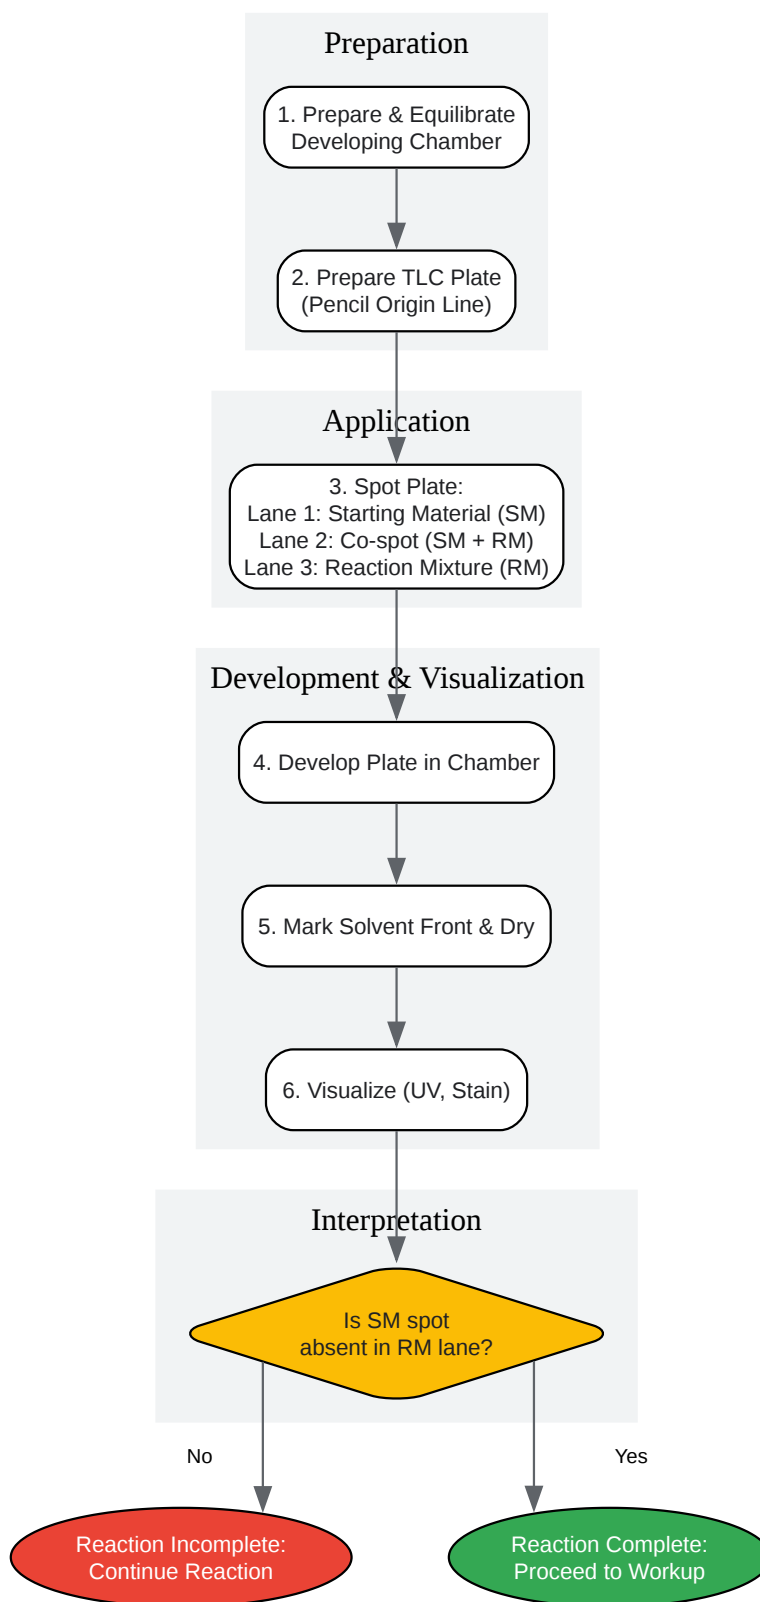 Preparation
1. Prepare & Equilibrate
Developing Chamber
2. Prepare TLC Plate
(Pencil Origin Line)
Application
3. Spot Plate:
Lane 1: Starting Material (SM)
Lane 2: Co-spot (SM + RM)
Lane 3: Reaction Mixture (RM)
Development & Visualization
4. Develop Plate in Chamber
5. Mark Solvent Front & Dry
6. Visualize (UV, Stain)
Interpretation
Is SM spot
absent in RM lane?
No
Yes
Reaction Incomplete:
Continue Reaction
Reaction Complete:
Proceed to Workup